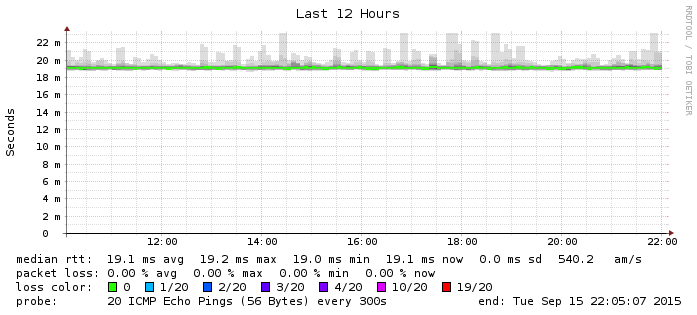 Last 12 Hours
RRDTOOL / TOBI OETIKER
Seconds
22 m
20 m
18 m
16 m
14 m
12 m
10 m
8 m
6 m
4 m
2 m
0
12:00 14:00 16:00 18:00 20:00 22:00
median rtt: 19.1 ms avg 19.2 ms max 19.0 ms min 19.1 ms now 0.0 ms sd 540.2 am/s
packet loss: 0.00 % avg 0.00 % max 0.00 % min 0.00 % now
loss color: 0 1/20 2/20 3/20 4/20 10/20 19/20
probe: 20 ICMP Echo Pings (56 Bytes) every 300s end: Tue Sep 15 22:05:07 2015